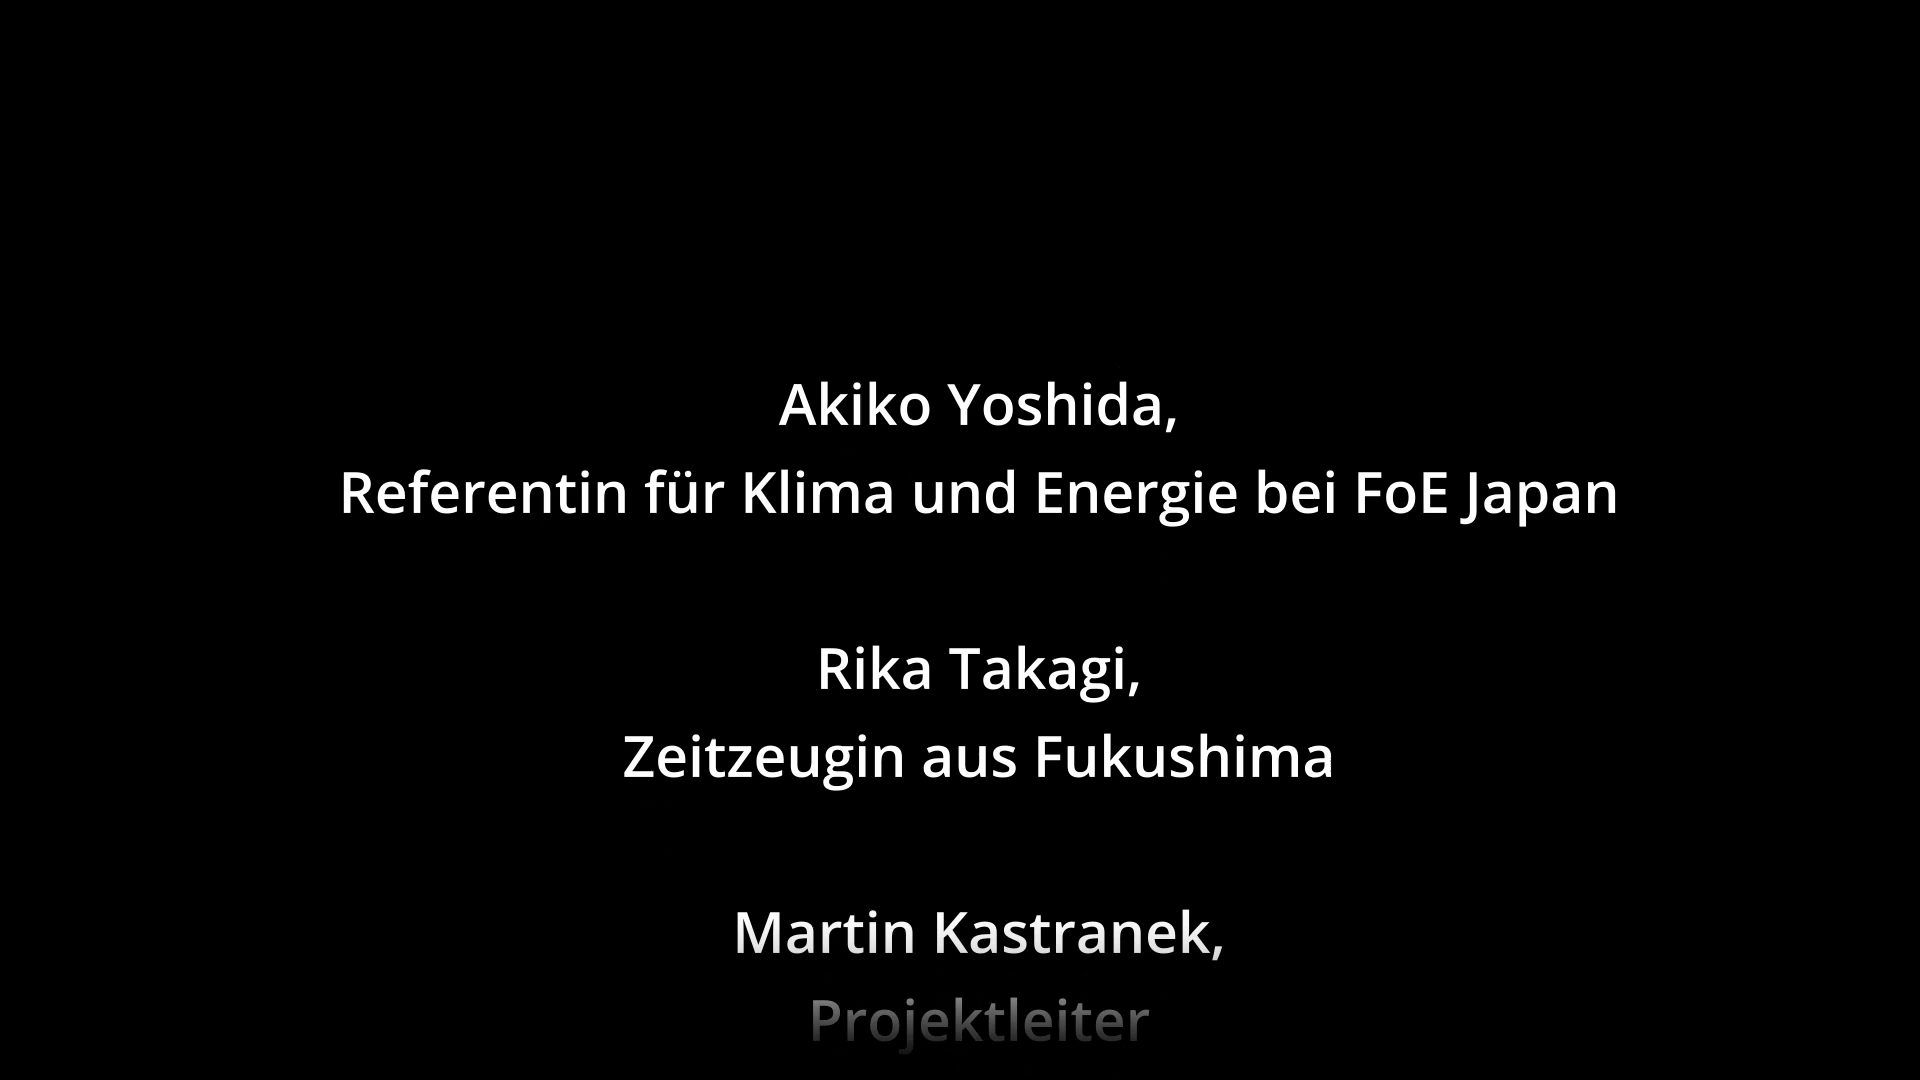 Akiko Yoshida,
Referentin für Klima und Energie bei FoE Japan
Rika Takagi,
Zeitzeugin aus Fukushima
Martin Kastranek,
Projektleiter